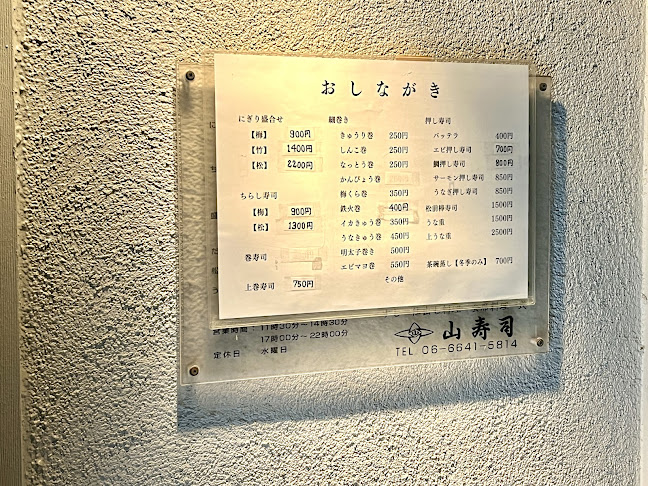 おしながき
にぎり盛合せ
【梅】 900円
【竹】 1400円
【松】 2200円
ちらし寿司
【梅】 900円
【松】 1300円
巻寿司
上巻寿司 750円
細巻き
きゅうり巻 250円
しんこ巻 250円
なっとう巻 250円
かんぴょう巻
梅くら巻 350円
鉄火巻 400円
イカきゅう巻 350円
うなきゅう巻 450円
明太子巻き 500円
エビマヨ巻 550円
その他
押し寿司
バッテラ 400円
エビ押し寿司 700円
鯛押し寿司 800円
サーモン押し寿司 850円
うなぎ押し寿司 850円
松前棒寿司 1500円
うな重 1500円
上うな重 2500円
茶碗蒸し【冬季のみ】 700円
営業時間：11時30分〜14時30分
17時00分〜22時00分
定休日 水曜日
山寿司
TEL 06-6641-5814